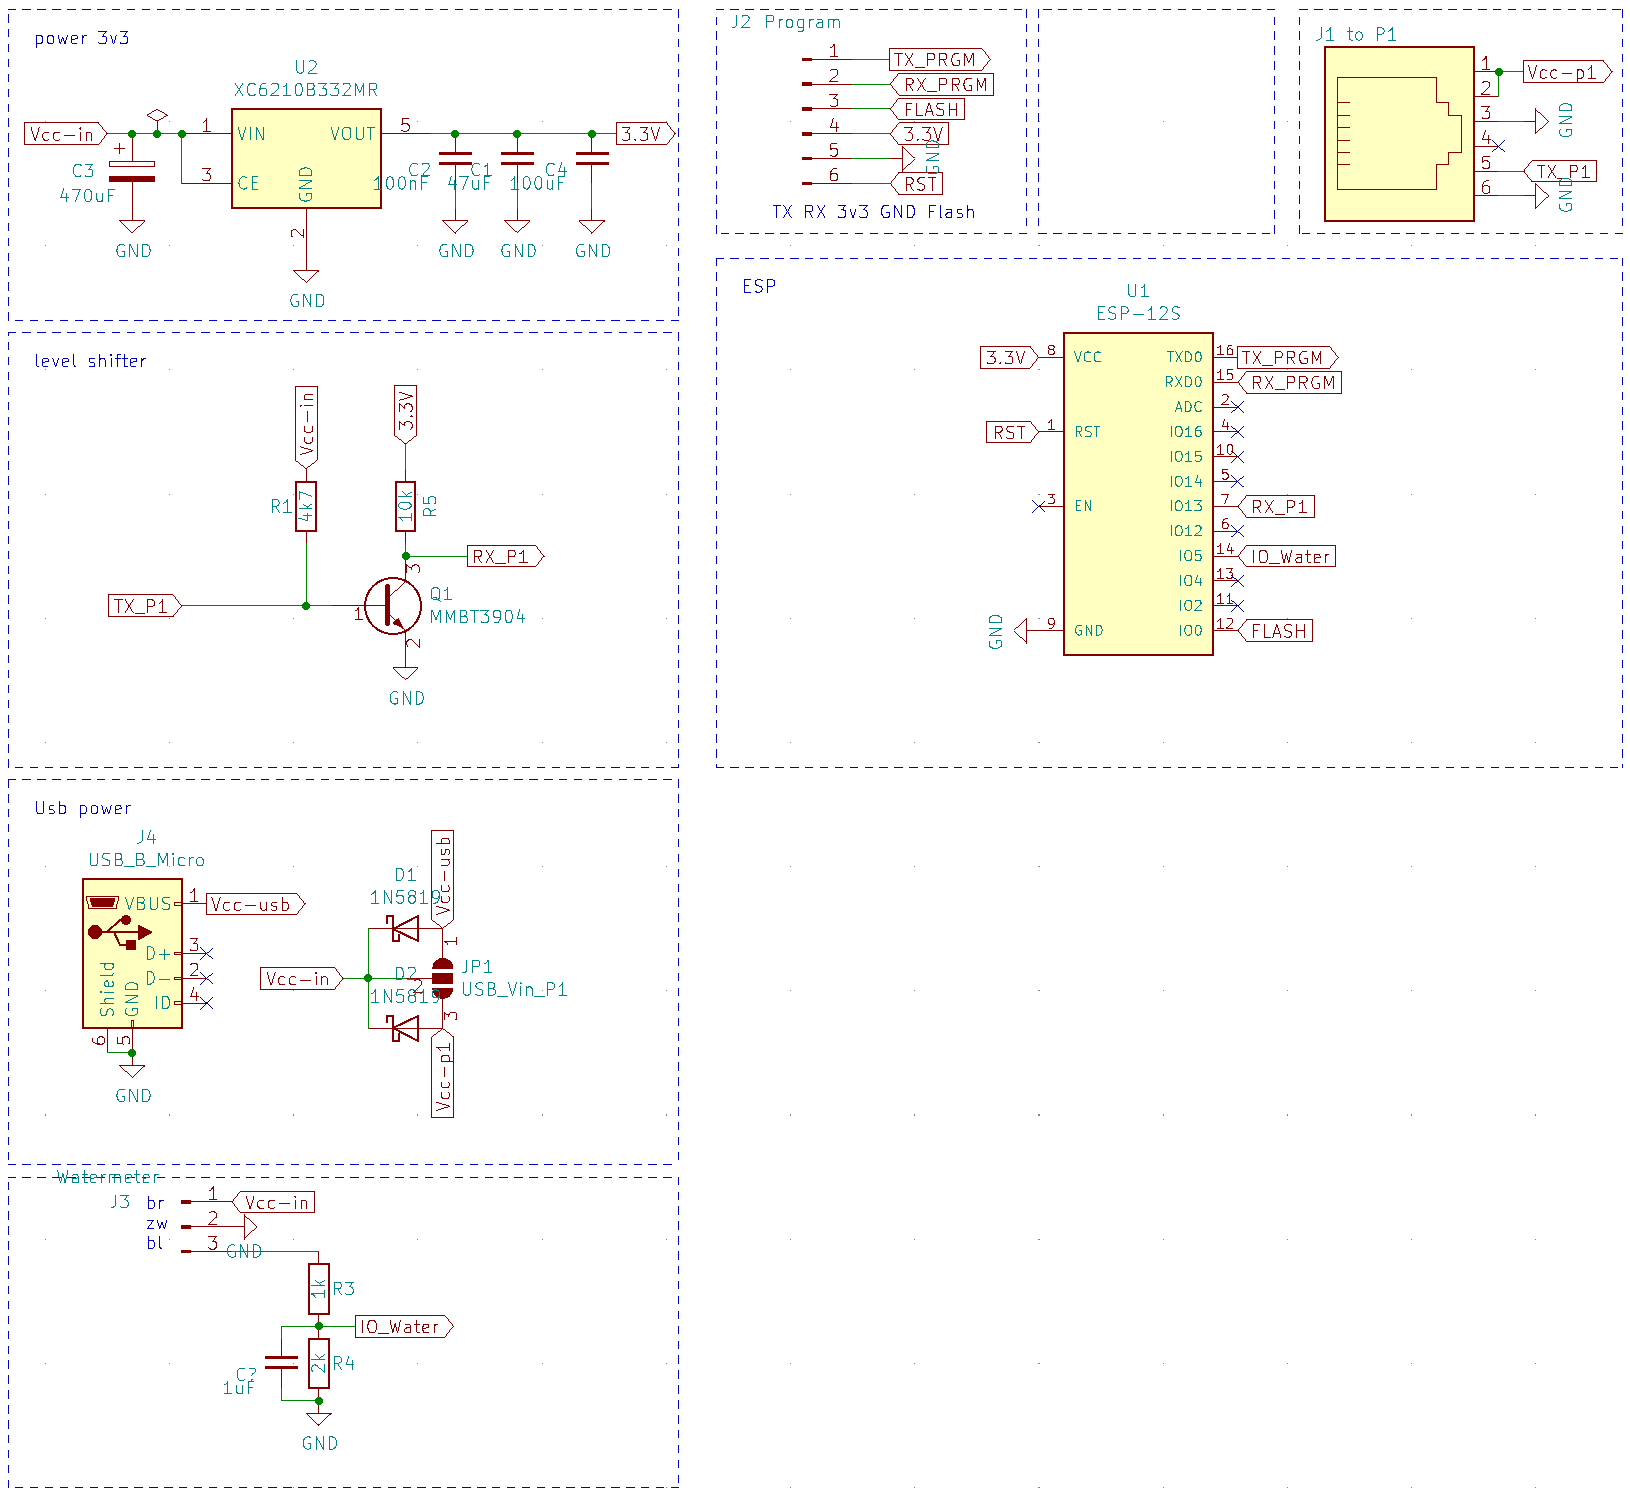 power 3v3
U2
XC6210B332MR
Vcc-in
1
VIN
VOUT
5
3.3V
+
C3
470uF
3
CE
GND
2
C2
100nF
C1
47uF
C4
100uF
GND
GND
GND
GND
GND
J2 Program
1
TX_PRGM
2
RX_PRGM
3
FLASH
4
3.3V
5
GND
6
RST
TX RX 3v3 GND Flash
J1 to P1
1
Vcc-p1
2
3
GND
4
5
TX_P1
6
GND
level shifter
Vcc-in
3.3V
R1
4k7
10k
R5
RX_P1
3
TX_P1
1
Q1
MMBT3904
2
GND
ESP
U1
ESP-12S
3.3V
8
VCC
TXD0
16
TX_PRGM
RXD0
15
RX_PRGM
ADC
2
RST
1
RST
IO16
4
IO15
10
IO14
5
3
EN
IO13
7
RX_P1
IO12
6
IO5
14
IO_Water
IO4
13
IO2
11
GND
9
GND
IO0
12
FLASH
Usb power
J4
USB_B_Micro
VBUS
1
Vcc-usb
D+
3
D-
2
ID
4
Shield
GND
6
5
GND
Vcc-usb
D1
1N5819
1
Vcc-in
D2
1N5819
2
JP1
USB_Vin_P1
3
Vcc-p1
Watermeter
J3
br
1
Vcc-in
zw
2
bl
3
GND
1k
R3
IO_Water
C?
1uF
2k
R4
GND